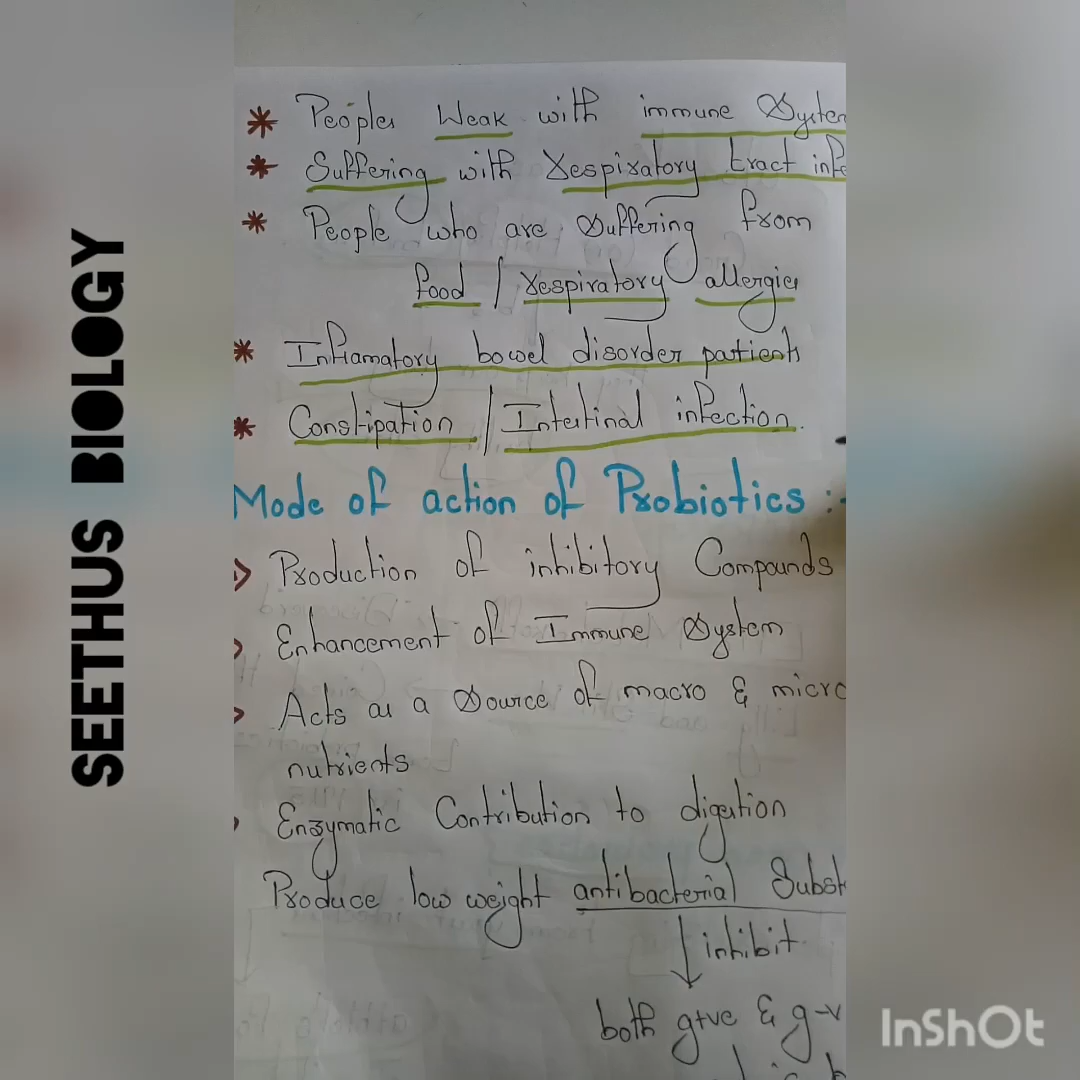 SEETHUS BIOLOGY
* Peoples Weak with immune System
* Suffering with respiratory tract infe
* People who are suffering from
food / respiratory allergies
* Inflamatory bowel disorder patients
* Constipation / Intestinal infection.
Mode of action of Probiotics :-
> Production of inhibitory Compounds
> Enhancement of Immune System
> Acts as a Source of macro & micro
nutrients
> Enzymatic Contribution to digestion
Produce low weight antibacterial Subst
↓ inhibit
both g+ve & g-v
InShOt